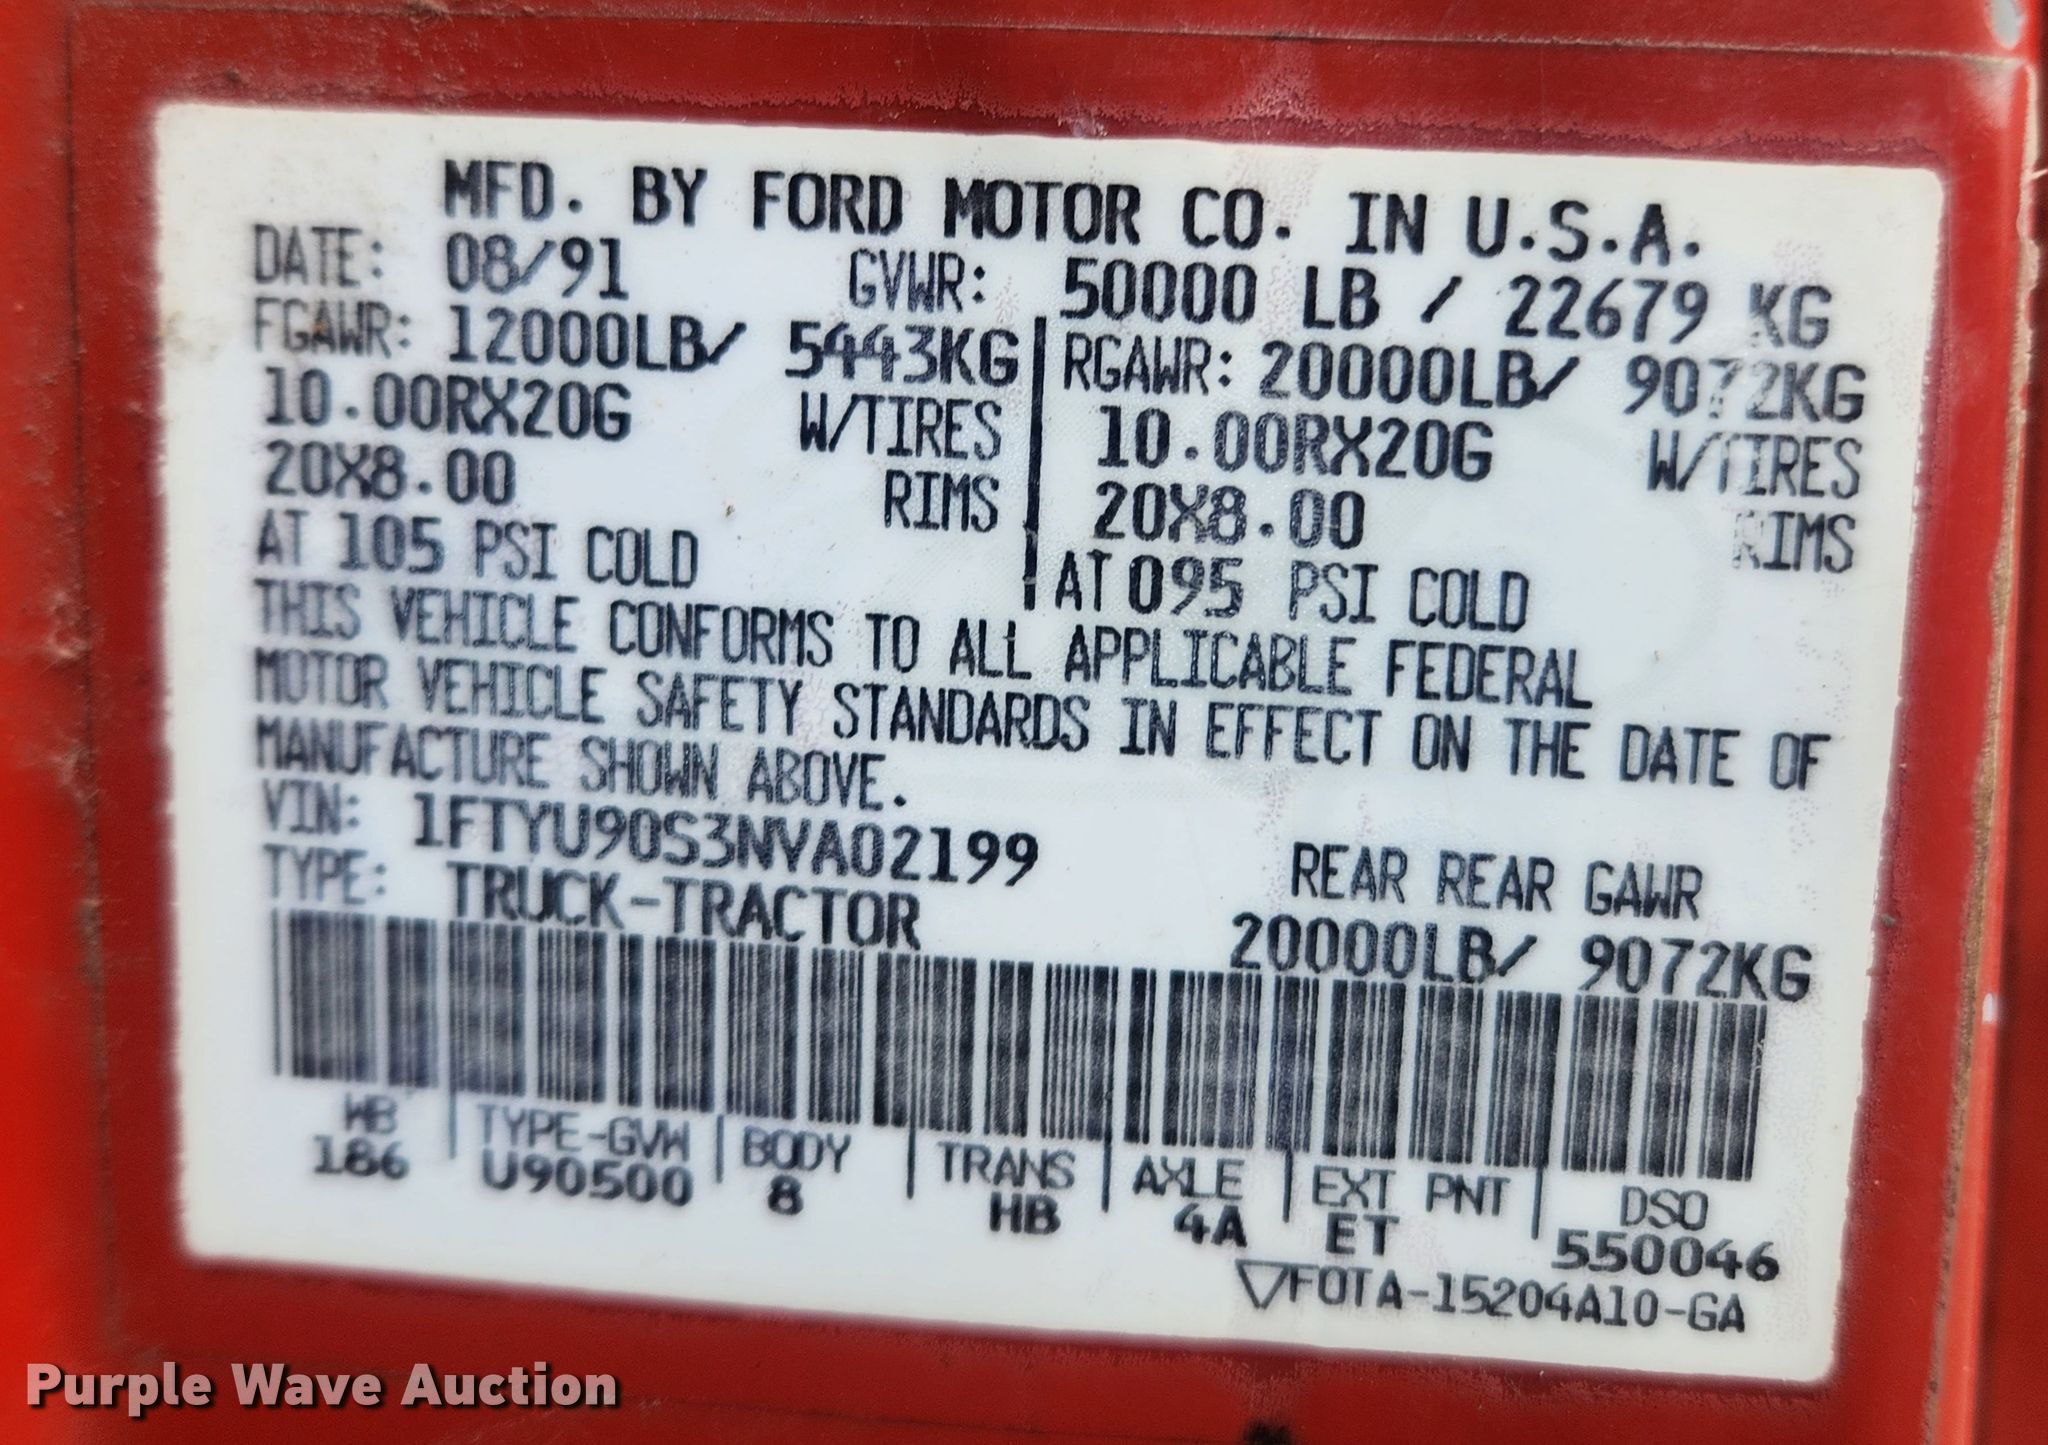 MFD. BY FORD MOTOR CO. IN U.S.A.
DATE: 08/91 GVWR: 50000 LB / 22679 KG
FGAWR: 12000LB/ 5443KG RGAWR: 20000LB/ 9072KG
10.00RX20G W/TIRES 10.00RX20G W/TIRES
20X8.00 RIMS 20X8.00 RIMS
AT 105 PSI COLD AT 095 PSI COLD
THIS VEHICLE CONFORMS TO ALL APPLICABLE FEDERAL
MOTOR VEHICLE SAFETY STANDARDS IN EFFECT ON THE DATE OF
MANUFACTURE SHOWN ABOVE.
VIN: 1FTYU90S3NVA02199
TYPE: TRUCK-TRACTOR
REAR REAR GAWR
20000LB/ 9072KG
WB TYPE-GVW BODY TRANS AXLE EXT PNT DSO
186 U90500 8 HB 4A ET 550046
▽FOTA-15204A10-GA
Purple Wave Auction